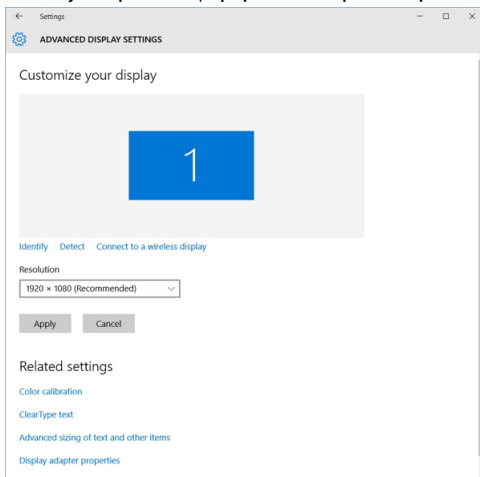 Settings
ADVANCED DISPLAY SETTINGS
Customize your display
1
Identify Detect Connect to a wireless display
Resolution
1920 × 1080 (Recommended)
Apply Cancel
Related settings
Color calibration
ClearType text
Advanced sizing of text and other items
Display adapter properties